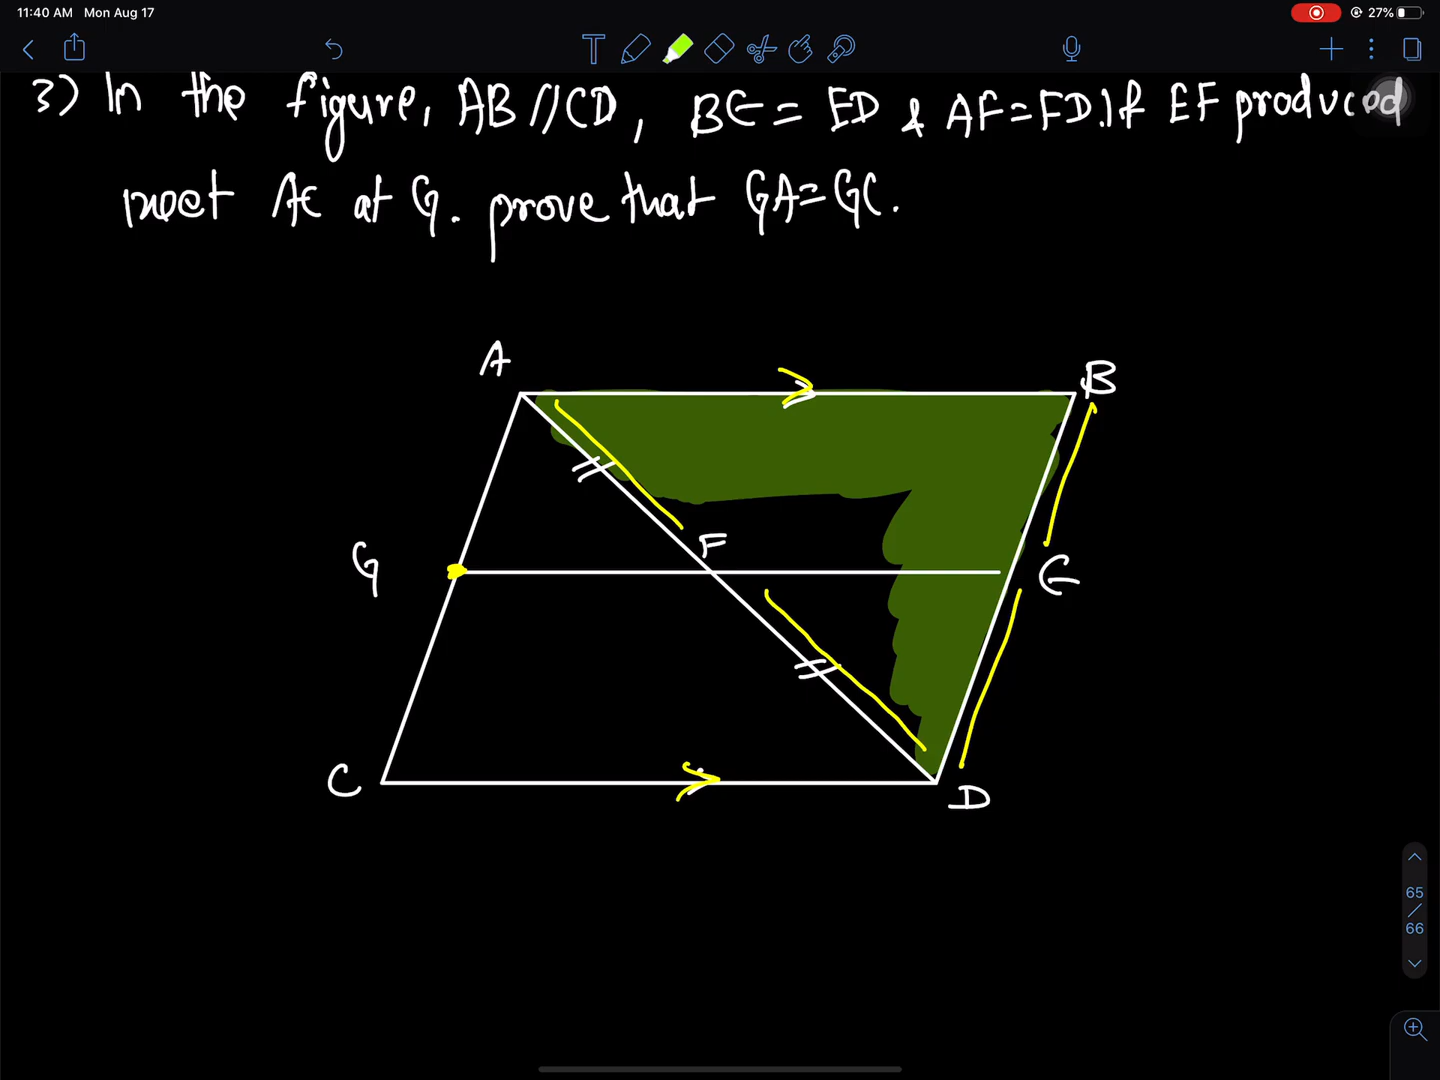 11:40 AM Mon Aug 17
27%
3) In the figure, AB//CD, BE = ED & AF=FD. If EF produced
meet AC at G. prove that GA=GC.
A
B
F
G
E
C
D
65
/
66